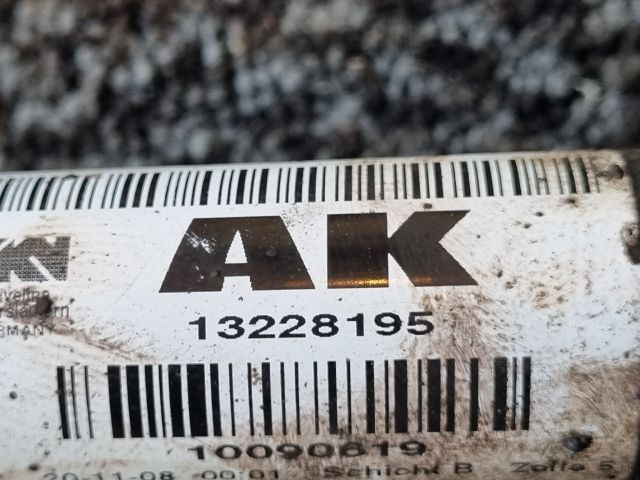 AK
13228195
GERMANY
10090619
20-11-08 00:01 Schicht B Zelle 5